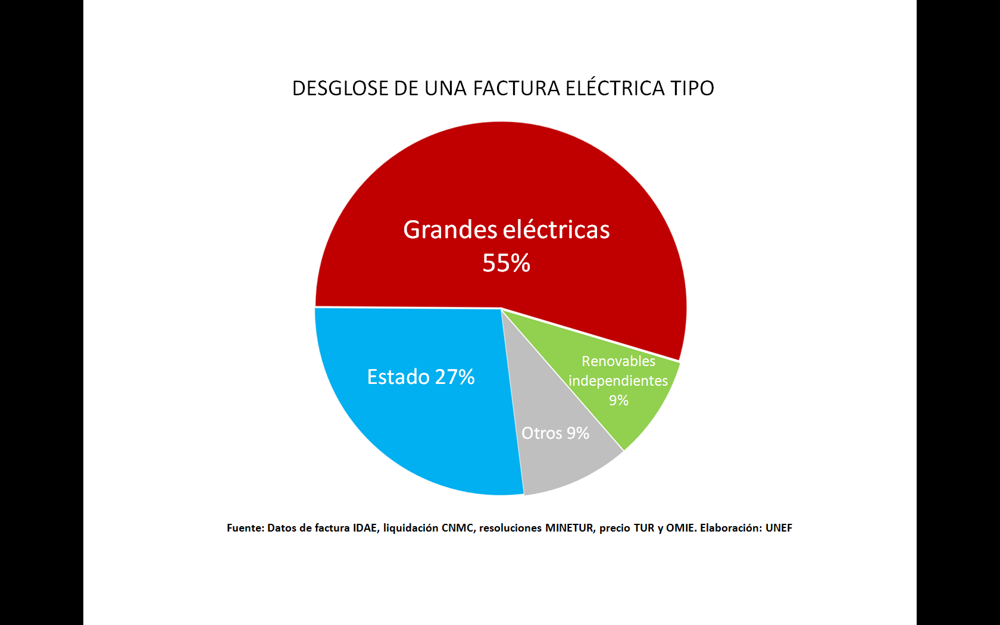 DESGLOSE DE UNA FACTURA ELÉCTRICA TIPO
Grandes eléctricas
55%
Renovables
independientes
9%
Estado 27%
Otros 9%
Fuente: Datos de factura IDAE, liquidación CNMC, resoluciones MINETUR, precio TUR y OMIE. Elaboración: UNEF